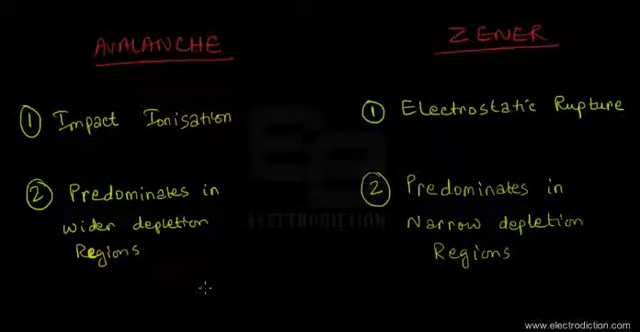 AVALANCHE
ZENER
① Impact Ionisation
① Electrostatic Rupture
② Predominates in
wider depletion
Regions
② Predominates in
Narrow depletion
Regions
ELECTRODICTION
www.electrodiction.com